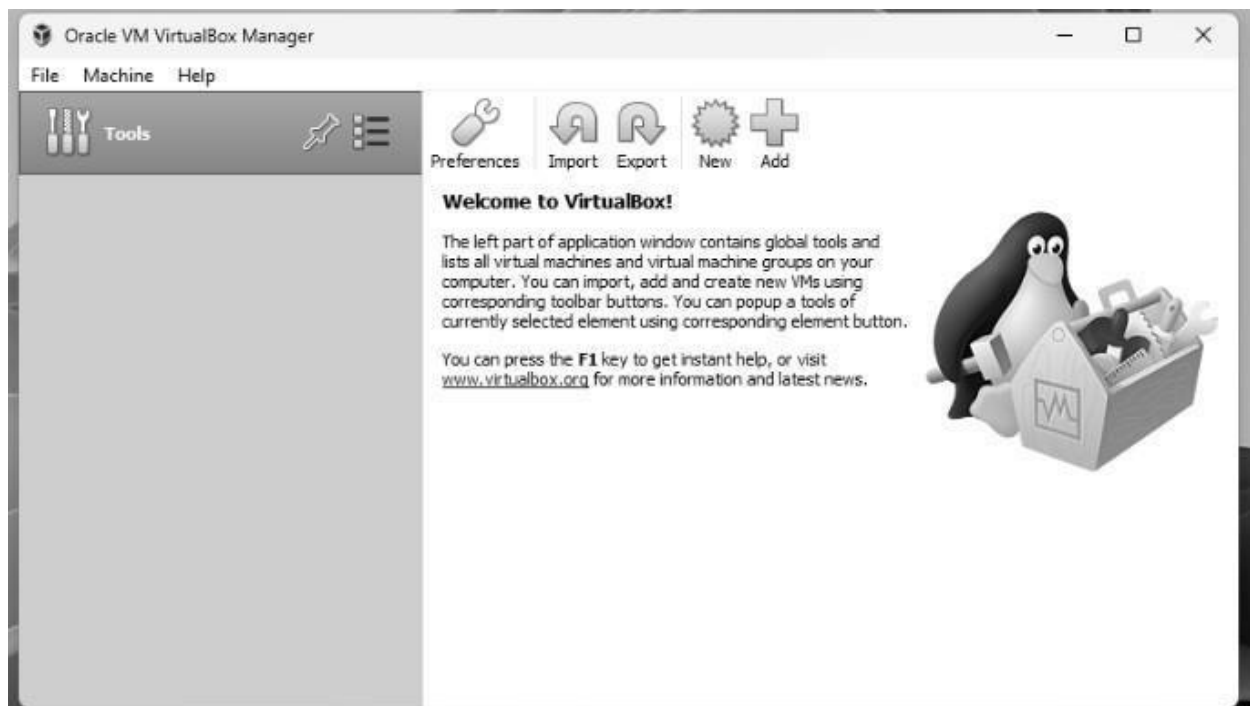 Oracle VM VirtualBox Manager
File Machine Help
Tools
Preferences Import Export New Add
Welcome to VirtualBox!
The left part of application window contains global tools and
lists all virtual machines and virtual machine groups on your
computer. You can import, add and create new VMs using
corresponding toolbar buttons. You can popup a tools of
currently selected element using corresponding element button.
You can press the F1 key to get instant help, or visit
www.virtualbox.org for more information and latest news.